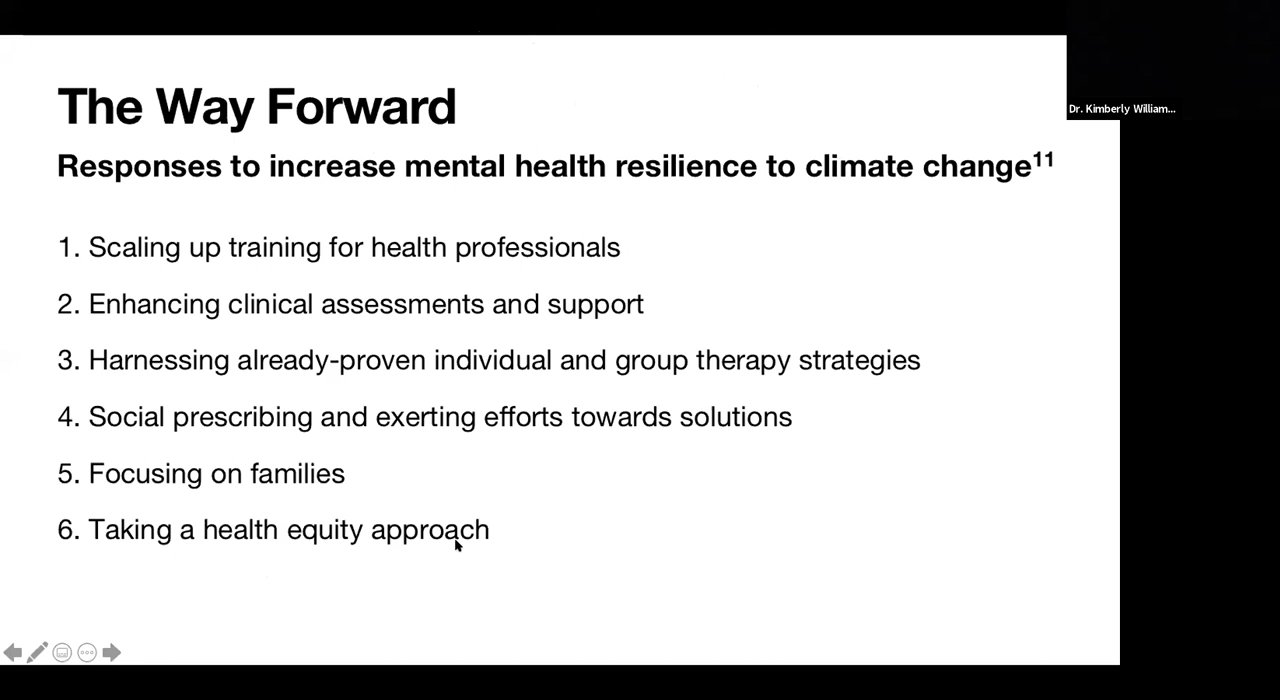 The Way Forward
Responses to increase mental health resilience to climate change¹¹
1. Scaling up training for health professionals
2. Enhancing clinical assessments and support
3. Harnessing already-proven individual and group therapy strategies
4. Social prescribing and exerting efforts towards solutions
5. Focusing on families
6. Taking a health equity approach
Dr. Kimberly William...